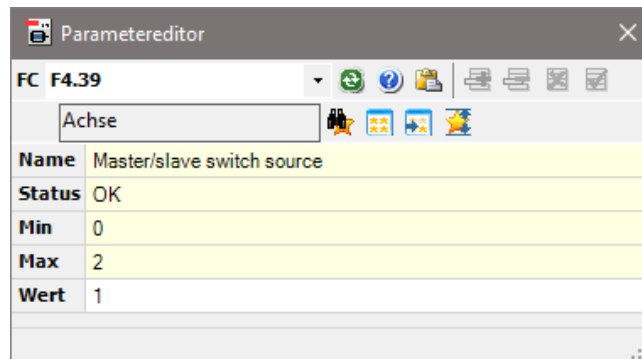 Parametereditor
FC F4.39
Achse
Name Master/slave switch source
Status OK
Min 0
Max 2
Wert 1